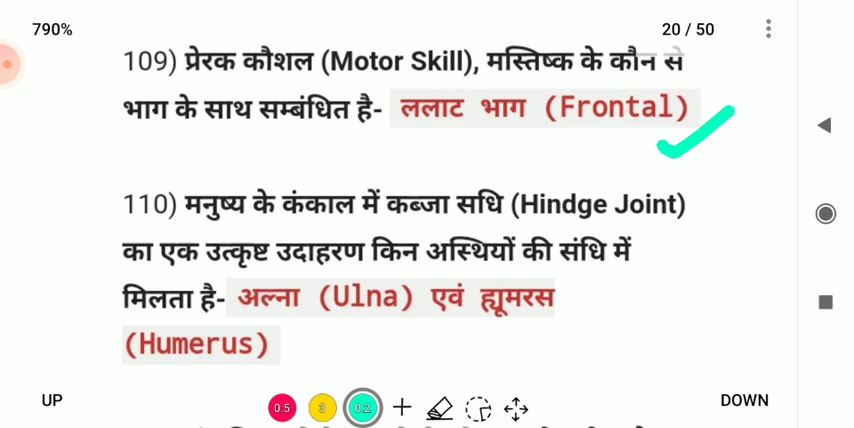 790%
20 / 50
109) प्रेरक कौशल (Motor Skill), मस्तिष्क के कौन से
भाग के साथ सम्बंधित है- ललाट भाग (Frontal)
110) मनुष्य के कंकाल में कब्जा सधि (Hindge Joint)
का एक उत्कृष्ट उदाहरण किन अस्थियों की संधि में
मिलता है- अल्ना (Ulna) एवं ह्यूमरस
(Humerus)
UP
0.5
3
0.2
DOWN